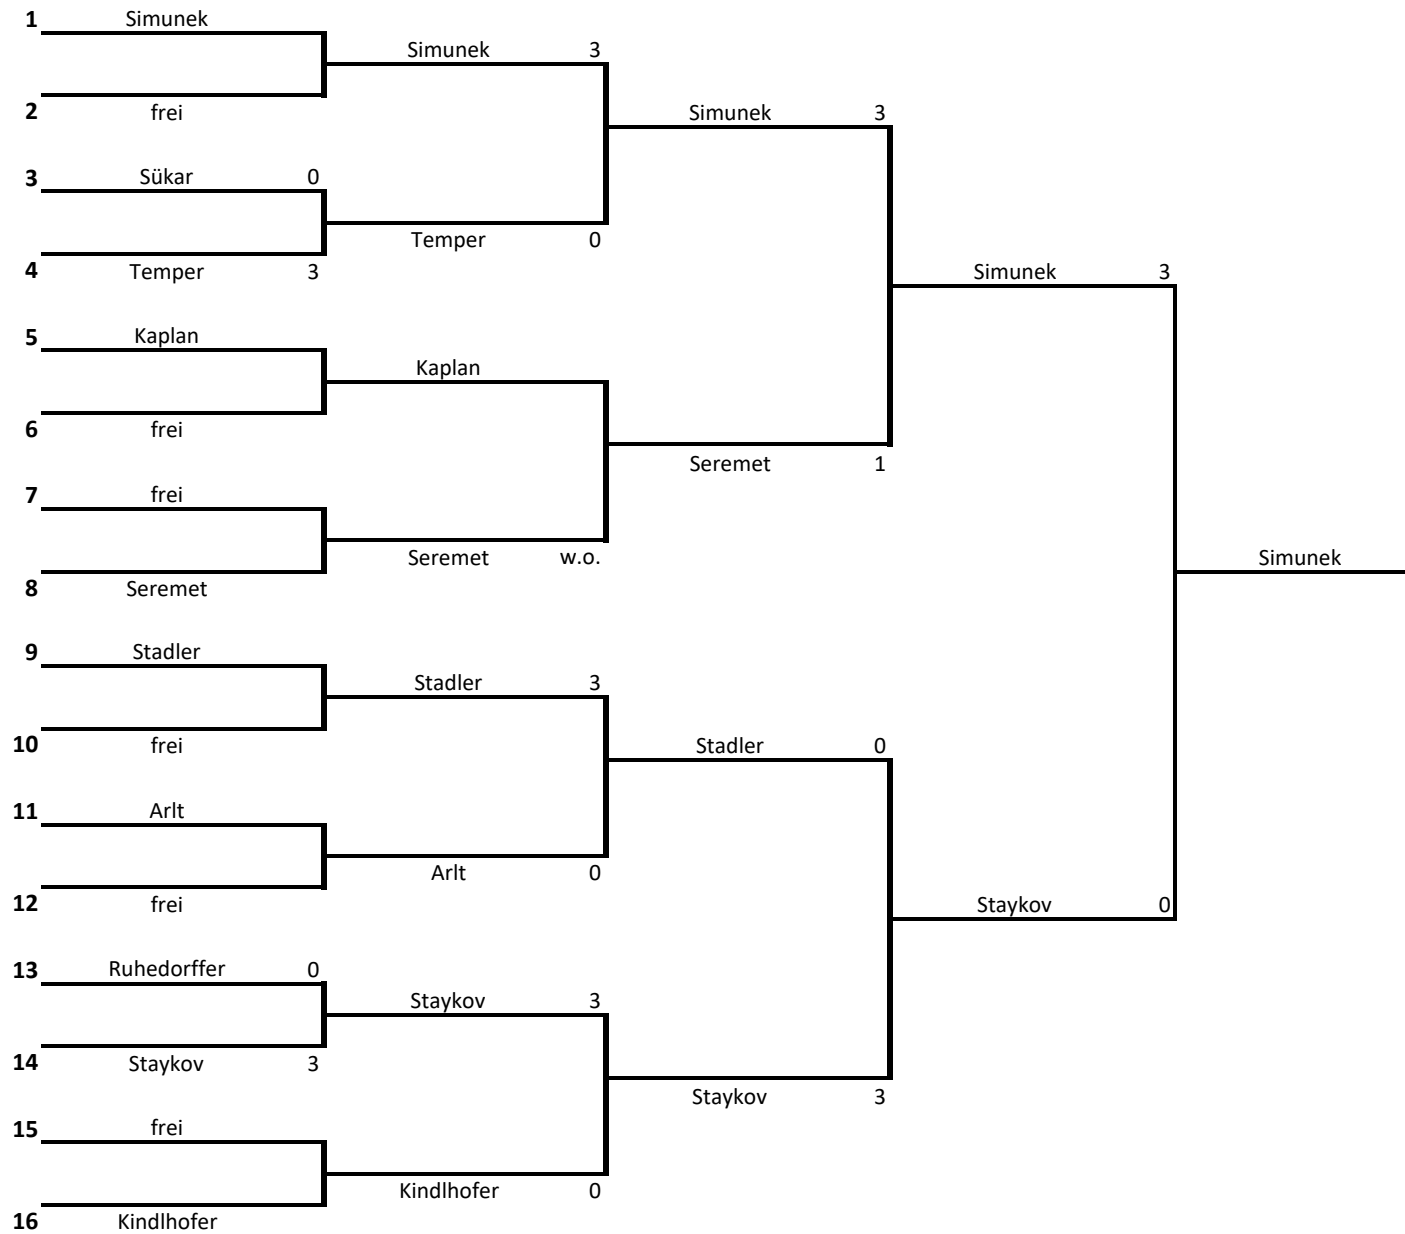 1 Simunek
Simunek 3
2 frei
Simunek 3
3 Sükar 0
Temper 0
4 Temper 3
Simunek 3
5 Kaplan
Kaplan
6 frei
Seremet 1
7 frei
Seremet w.o.
Simunek
8 Seremet
9 Stadler
Stadler 3
10 frei
Stadler 0
11 Arlt
Arlt 0
12 frei
Staykov 0
13 Ruhedorffer 0
Staykov 3
14 Staykov 3
Staykov 3
15 frei
Kindlhofer 0
16 Kindlhofer